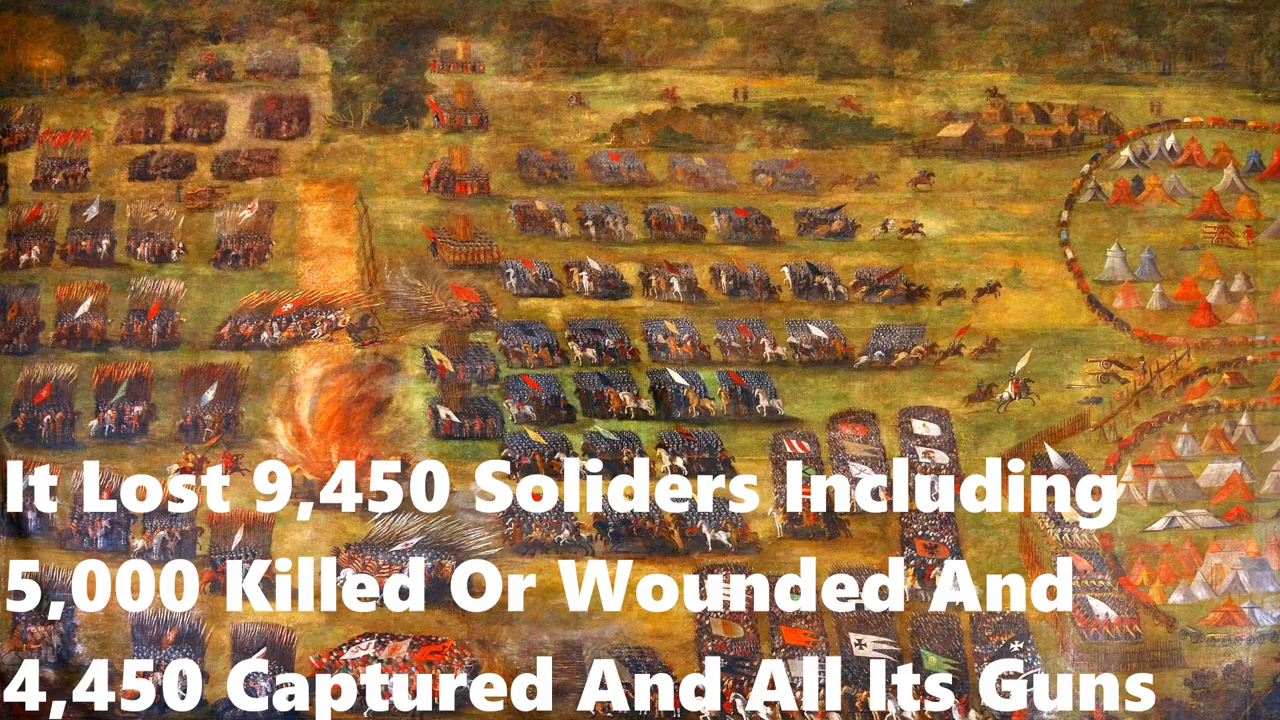 It Lost 9,450 Soliders Including
5,000 Killed Or Wounded And
4,450 Captured And All Its Guns